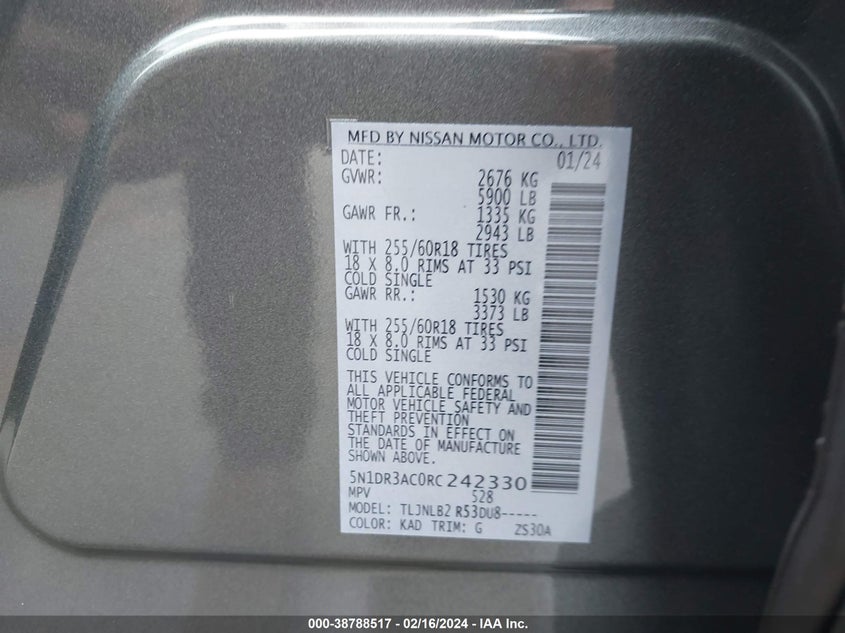 MFD BY NISSAN MOTOR CO., LTD.
DATE: 01/24
GVWR: 2676 KG
5900 LB
GAWR FR.: 1335 KG
2943 LB
WITH 255/60R18 TIRES
18 X 8.0 RIMS AT 33 PSI
COLD SINGLE
GAWR RR.: 1530 KG
3373 LB
WITH 255/60R18 TIRES
18 X 8.0 RIMS AT 33 PSI
COLD SINGLE
THIS VEHICLE CONFORMS TO
ALL APPLICABLE FEDERAL
MOTOR VEHICLE SAFETY AND
THEFT PREVENTION
STANDARDS IN EFFECT ON
THE DATE OF MANUFACTURE
SHOWN ABOVE.
5N1DR3AC0RC242330
MPV 528
MODEL: TLJNLB2 R53DU8-----
COLOR: KAD TRIM: G ZS30A
000-38788517 - 02/16/2024 - IAA Inc.